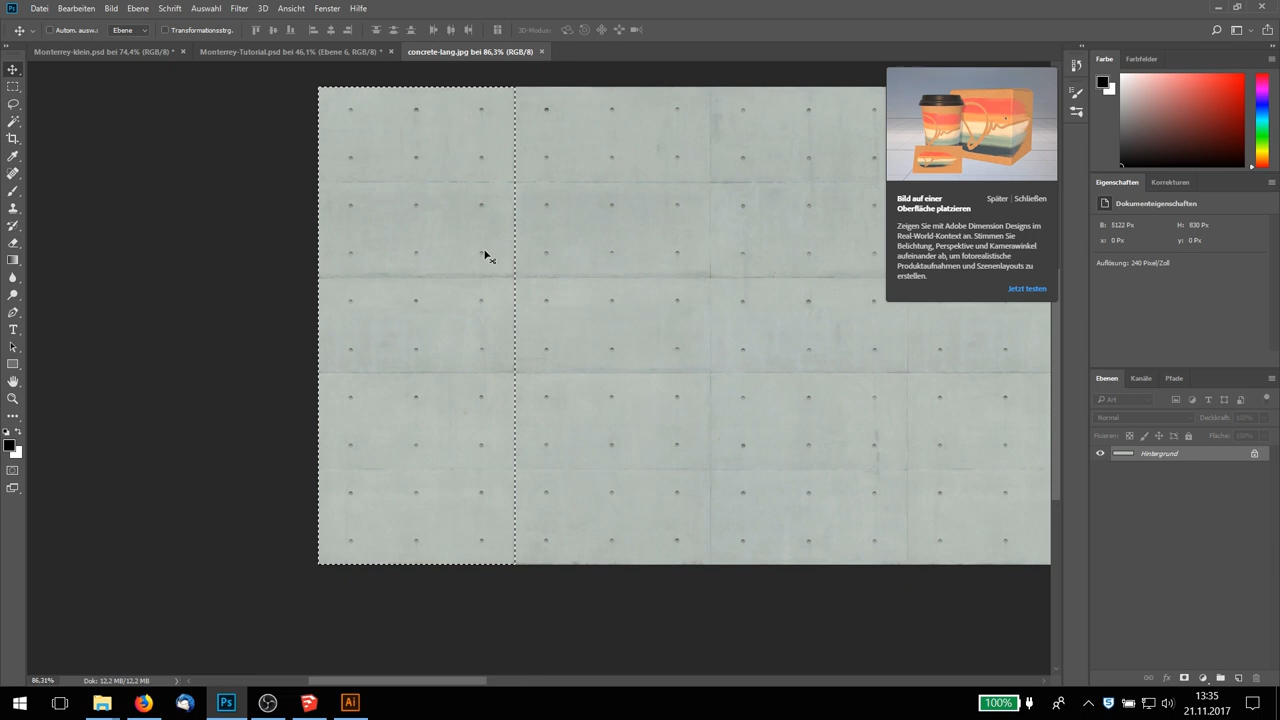 Ps Datei Bearbeiten Bild Ebene Schrift Auswahl Filter 3D Ansicht Fenster Hilfe
Autom. ausw.: Ebene Transformationsstrg. 3D-Modus:
Monterrey-klein.psd bei 74,4% (RGB/8) * × Monterrey-Tutorial.psd bei 46,1% (Ebene 6, RGB/8) * × concrete-lang.jpg bei 86,3% (RGB/8) ×
Farbe Farbfelder
Bild auf einer
Oberfläche platzieren
Später Schließen
Zeigen Sie mit Adobe Dimension Designs im
Real-World-Kontext an. Stimmen Sie
Belichtung, Perspektive und Kamerawinkel
aufeinander ab, um fotorealistische
Produktaufnahmen und Szenenlayouts zu
erstellen.
Jetzt testen
Eigenschaften Korrekturen
Dokumenteigenschaften
B: 5122 Px H: 830 Px
x: 0 Px y: 0 Px
Auflösung: 240 Pixel/Zoll
Ebenen Kanäle Pfade
Art
Normal Deckkraft: 100%
Fixieren: Fläche: 100%
Hintergrund
fx
86,31% Dok: 12,2 MB/12,2 MB
Ps Ai 100% 13:35
21.11.2017